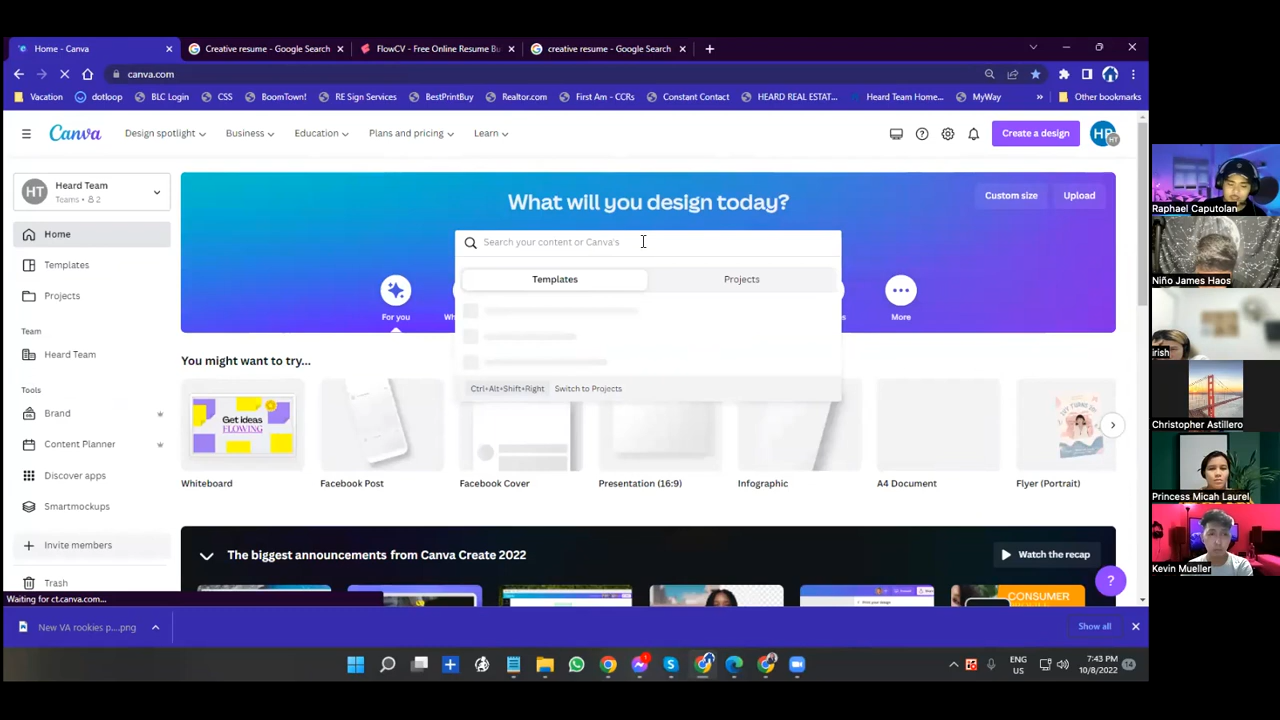 Home - Canva
Creative resume - Google Search
FlowCV - Free Online Resume Bu
creative resume - Google Search
canva.com
Vacation
dotloop
BLC Login
CSS
BoomTown!
RE Sign Services
BestPrintBuy
Realtor.com
First Am - CCRs
Constant Contact
HEARD REAL ESTAT...
Heard Team Home...
MyWay
Other bookmarks
Canva
Design spotlight
Business
Education
Plans and pricing
Learn
Create a design
HT
Heard Team
Teams • 2
What will you design today?
Custom size
Upload
Search your content or Canva's
Templates
Projects
Home
Templates
Projects
For you
More
Team
Heard Team
You might want to try...
Ctrl+Alt+Shift+Right
Switch to Projects
Tools
Brand
Content Planner
Discover apps
Smartmockups
Invite members
Trash
Get ideas
FLOWING
Whiteboard
Facebook Post
Facebook Cover
Presentation (16:9)
Infographic
A4 Document
Flyer (Portrait)
The biggest announcements from Canva Create 2022
Watch the recap
CONSUMER
Waiting for ct.canva.com...
New VA rookies p....png
Show all
ENG
US
7:43 PM
10/8/2022
14
Raphael Caputolan
Niño James Haos
irish
Christopher Astillero
Princess Micah Laurel
Kevin Mueller